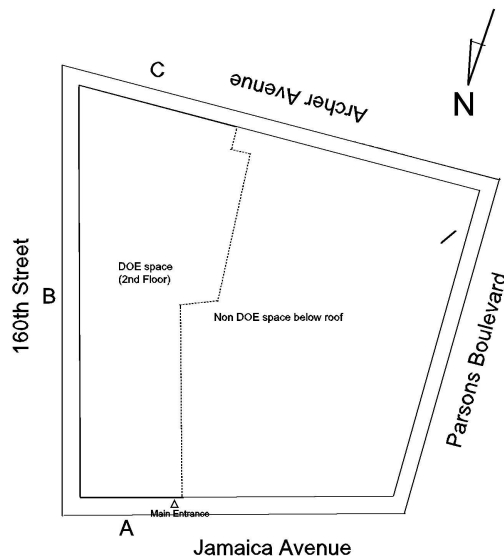 C
Archer Avenue
N
160th Street
B
DOE space
(2nd Floor)
Non DOE space below roof
Parsons Boulevard
Main Entrance
A
Jamaica Avenue